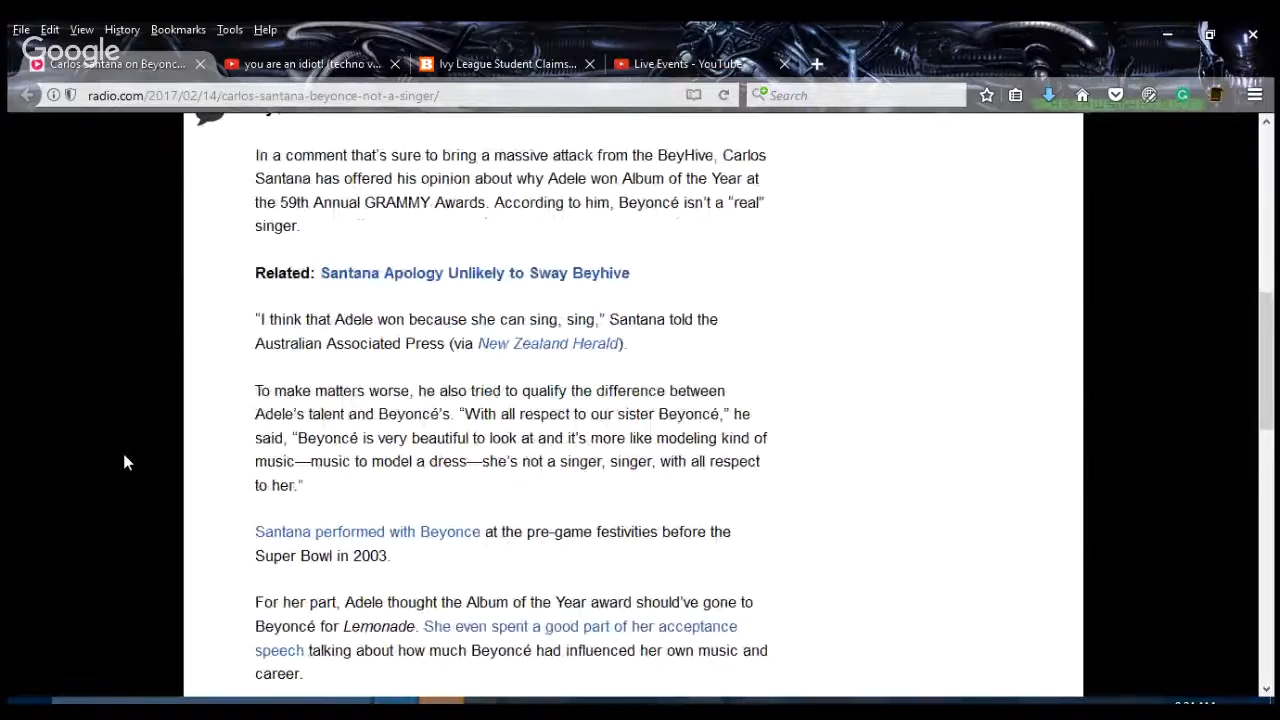 File Edit View History Bookmarks Tools Help
Google
Carlos Santana on Beyonc... you are an idiot! /techno v... Ivy League Student Claims... Live Events - YouTube
radio.com/2017/02/14/carlos-santana-beyonce-not-a-singer/ Search
In a comment that's sure to bring a massive attack from the BeyHive, Carlos
Santana has offered his opinion about why Adele won Album of the Year at
the 59th Annual GRAMMY Awards. According to him, Beyoncé isn't a “real”
singer.
Related: Santana Apology Unlikely to Sway Beyhive
“I think that Adele won because she can sing, sing,” Santana told the
Australian Associated Press (via New Zealand Herald).
To make matters worse, he also tried to qualify the difference between
Adele's talent and Beyoncé's. “With all respect to our sister Beyoncé,” he
said, “Beyoncé is very beautiful to look at and it's more like modeling kind of
music—music to model a dress—she's not a singer, singer, with all respect
to her.”
Santana performed with Beyonce at the pre-game festivities before the
Super Bowl in 2003.
For her part, Adele thought the Album of the Year award should've gone to
Beyoncé for Lemonade. She even spent a good part of her acceptance
speech talking about how much Beyoncé had influenced her own music and
career.